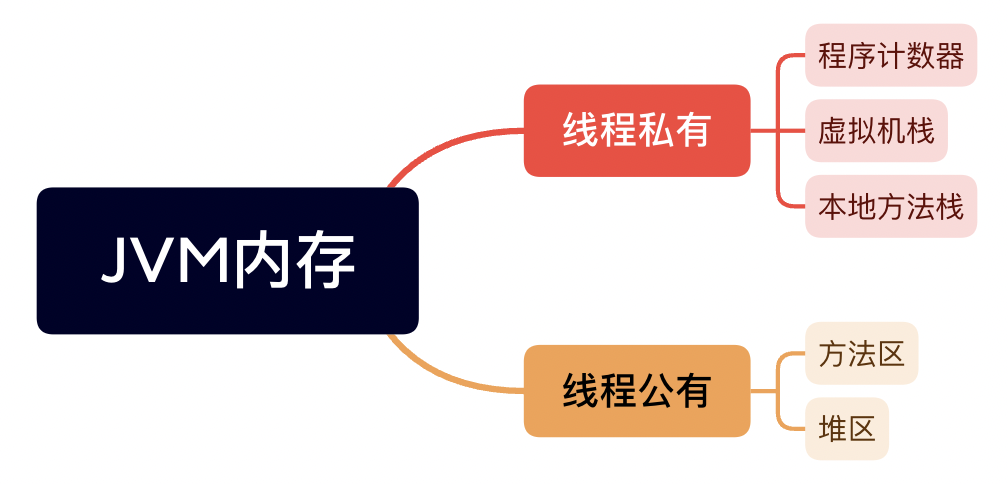 JVM内存
线程私有
程序计数器
虚拟机栈
本地方法栈
线程公有
方法区
堆区